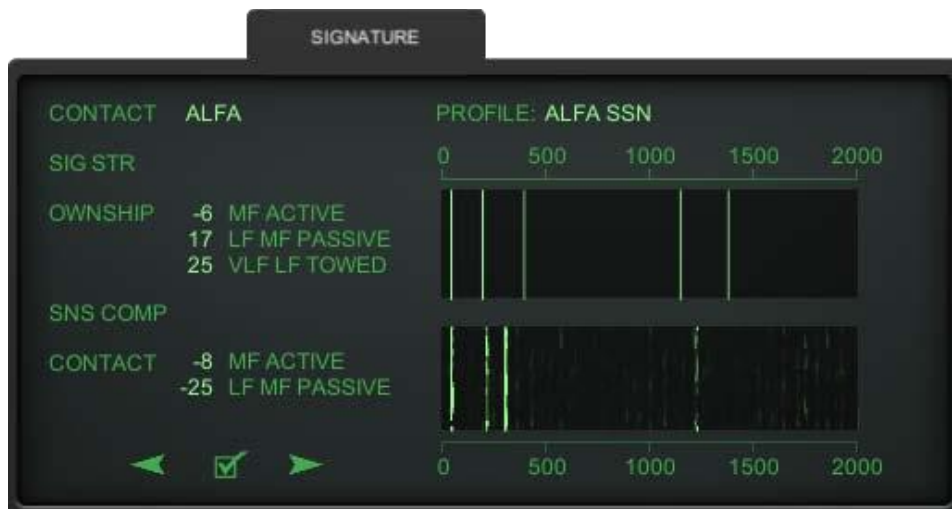 SIGNATURE
CONTACT ALFA
PROFILE: ALFA SSN
SIG STR
0 500 1000 1500 2000
OWNSHIP -6 MF ACTIVE
17 LF MF PASSIVE
25 VLF LF TOWED
SNS COMP
CONTACT -8 MF ACTIVE
-25 LF MF PASSIVE
0 500 1000 1500 2000